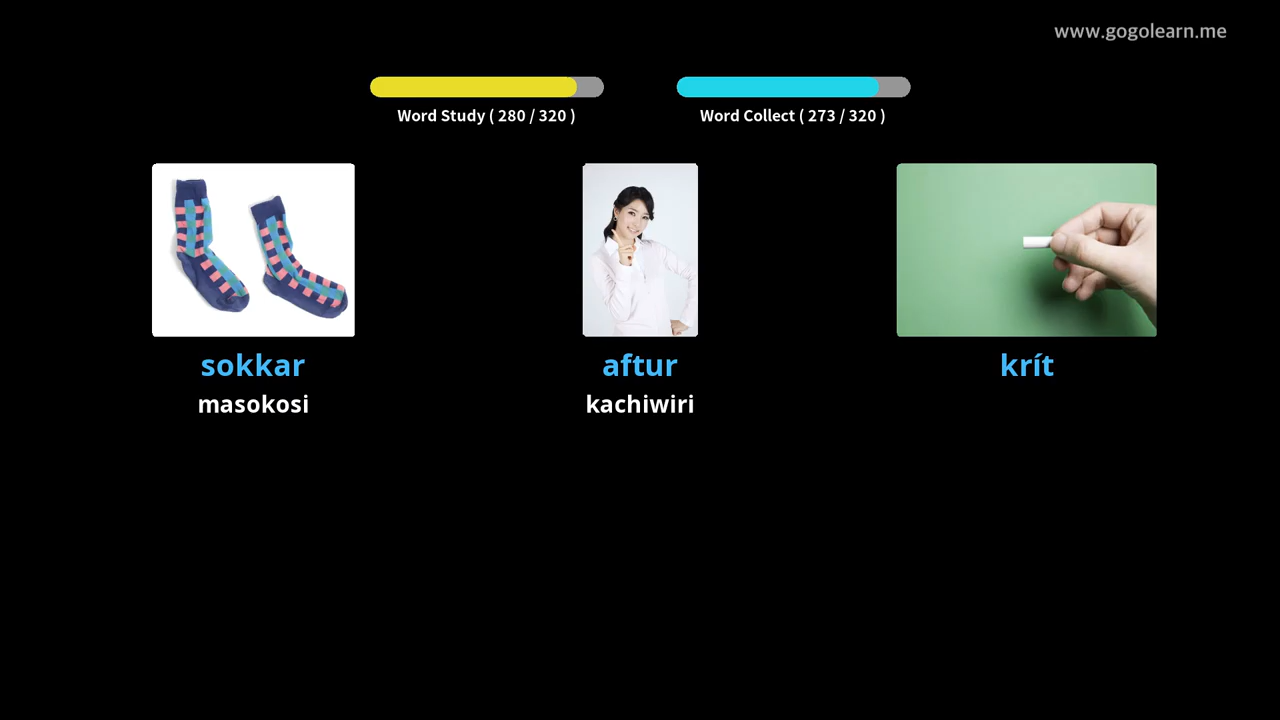 www.gogolearn.me
Word Study ( 280 / 320 )
Word Collect ( 273 / 320 )
sokkar
masokosi
aftur
kachiwiri
krít